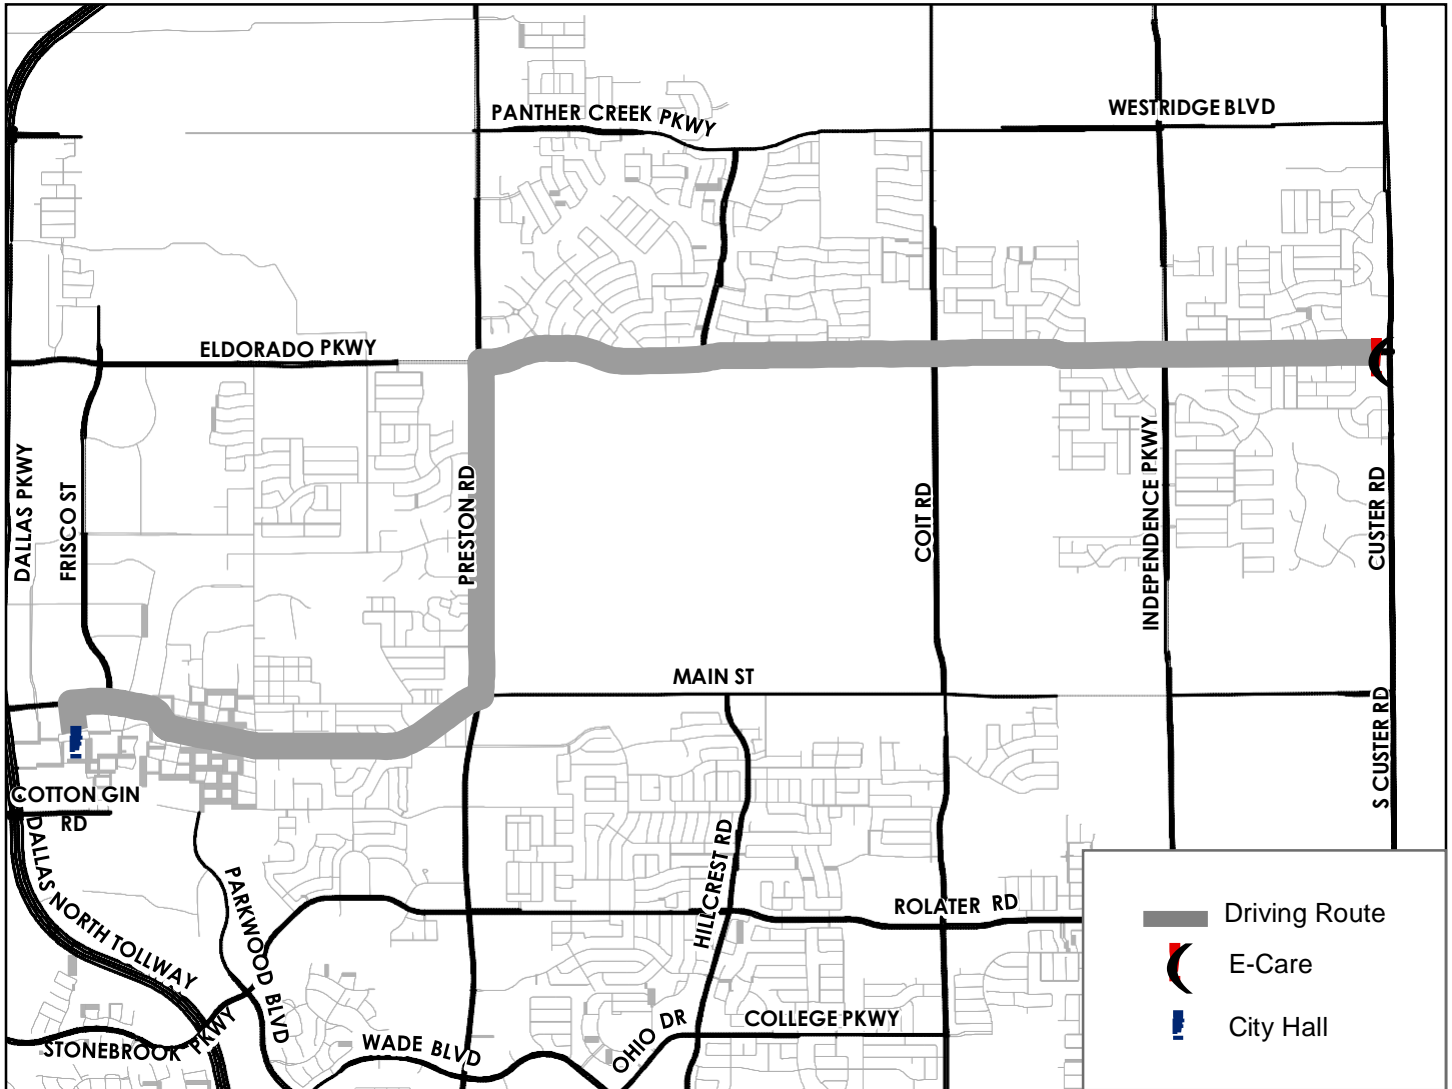 PANTHER CREEK PKWY
WESTRIDGE BLVD
ELDORADO PKWY
DALLAS PKWY
FRISCO ST
PRESTON RD
COIT RD
INDEPENDENCE PKWY
CUSTER RD
MAIN ST
S CUSTER RD
COTTON GIN
RD
DALLAS NORTH TOLLWAY
PARKWOOD BLVD
HILLCREST RD
ROLATER RD
STONEBROOK PKWY
WADE BLVD
OHIO DR
COLLEGE PKWY
Driving Route
E-Care
City Hall